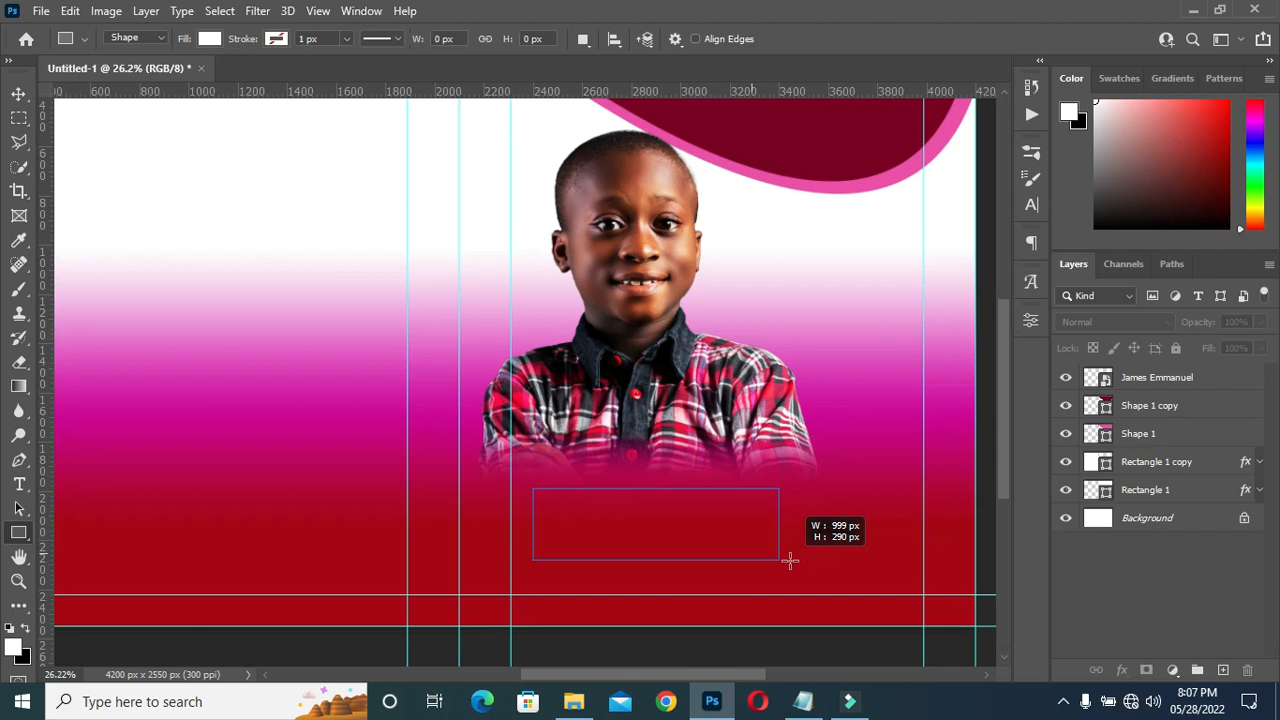 Ps File Edit Image Layer Type Select Filter 3D View Window Help
Shape Fill: Stroke: 1 px W: 0 px H: 0 px Align Edges
Untitled-1 @ 26.2% (RGB/8) * ×
Color Swatches Gradients Patterns
600 800 1000 1200 1400 1600 1800 2000 2200 2400 2600 2800 3000 3200 3400 3600 3800 4000 420
Layers Channels Paths
Kind
Normal Opacity: 100%
Lock: Fill: 100%
James Emmanuel
Shape 1 copy
Shape 1
Rectangle 1 copy fx
Rectangle 1 fx
Background
W : 999 px
H : 290 px
26.22% 4200 px x 2550 px (300 ppi)
Type here to search
Ps
8:07 PM
05/28/2022